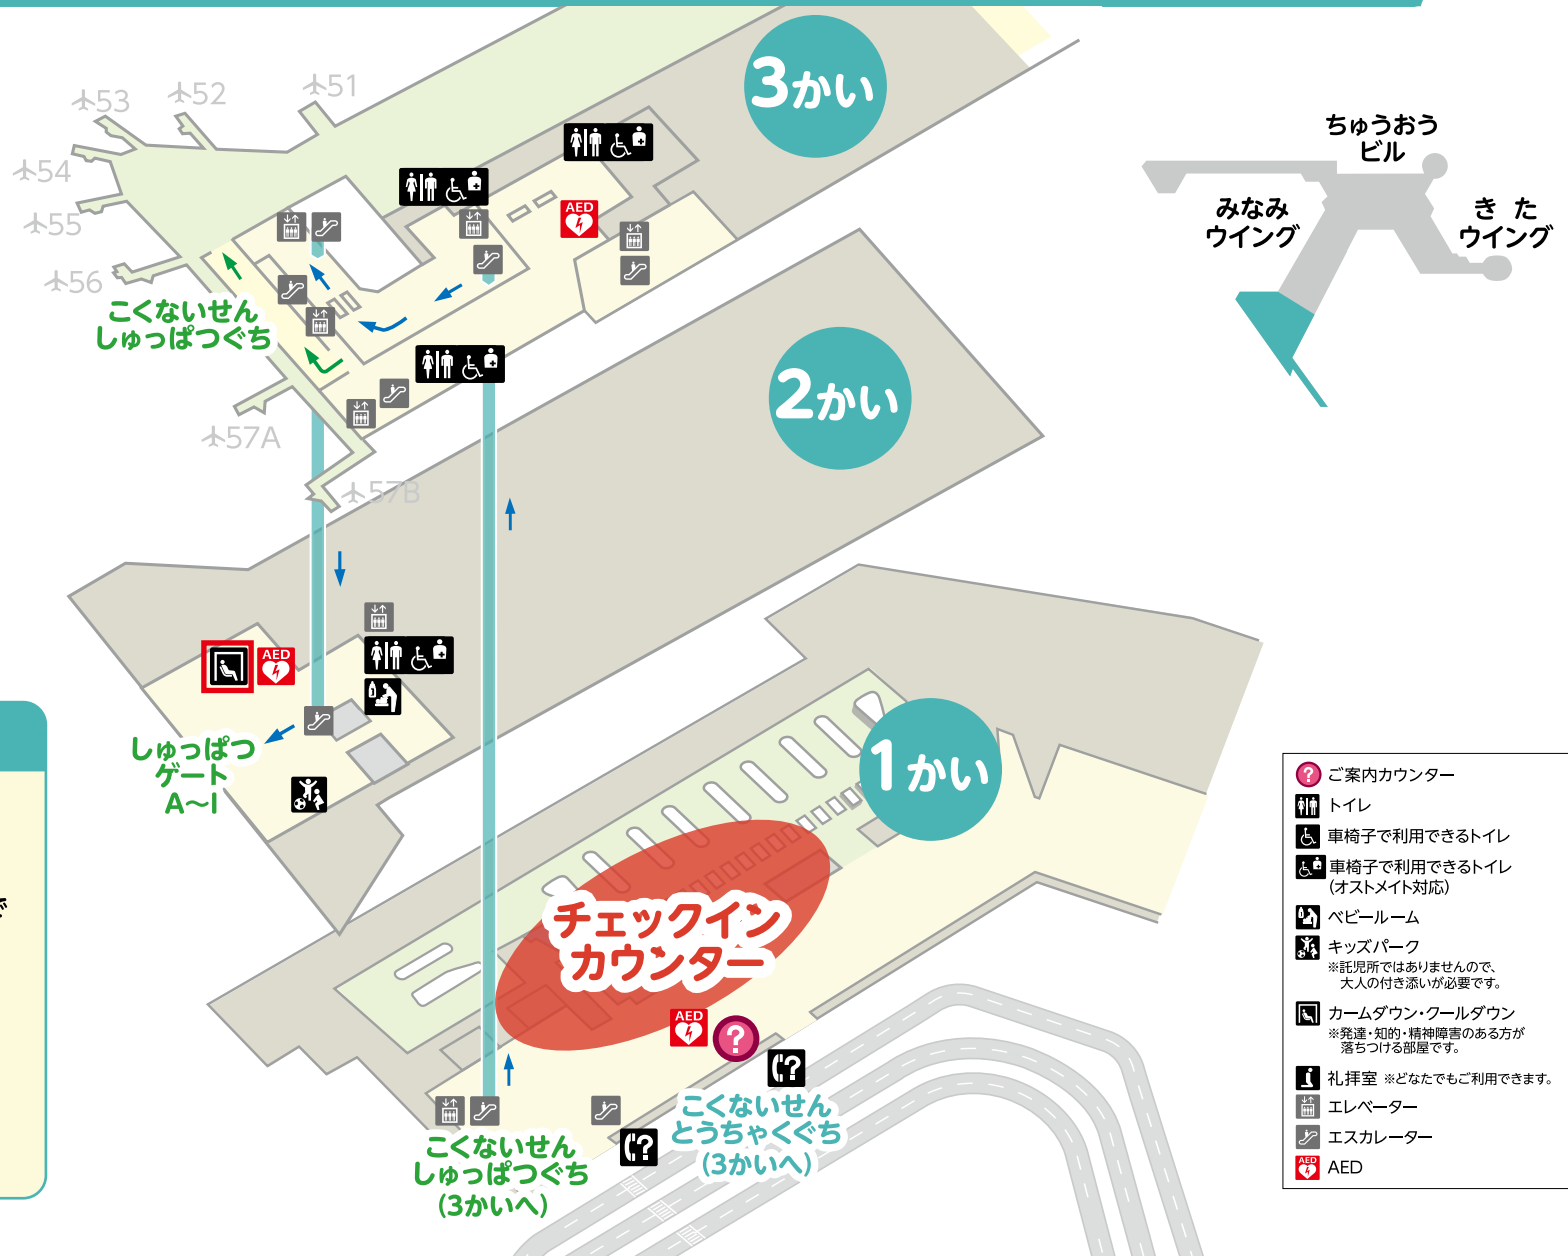 3かい
51
52
53
54
55
56
57A
57B
AED
こくないせん
しゅっぱつぐち
ちゅうおう
ビル
みなみ
ウイング
きた
ウイング
2かい
AED
しゅっぱつ
ゲート
A〜I
で
1かい
チェックイン
カウンター
AED
?
?
こくないせん
とうちゃくぐち
(3かいへ)
?
こくないせん
しゅっぱつぐち
(3かいへ)
? ご案内カウンター
トイレ
車椅子で利用できるトイレ
車椅子で利用できるトイレ
(オストメイト対応)
ベビールーム
キッズパーク
※託児所ではありませんので、
大人の付き添いが必要です。
カームダウン・クールダウン
※発達・知的・精神障害のある方が
落ちつける部屋です。
礼拝室 ※どなたでもご利用できます。
エレベーター
エスカレーター
AED AED